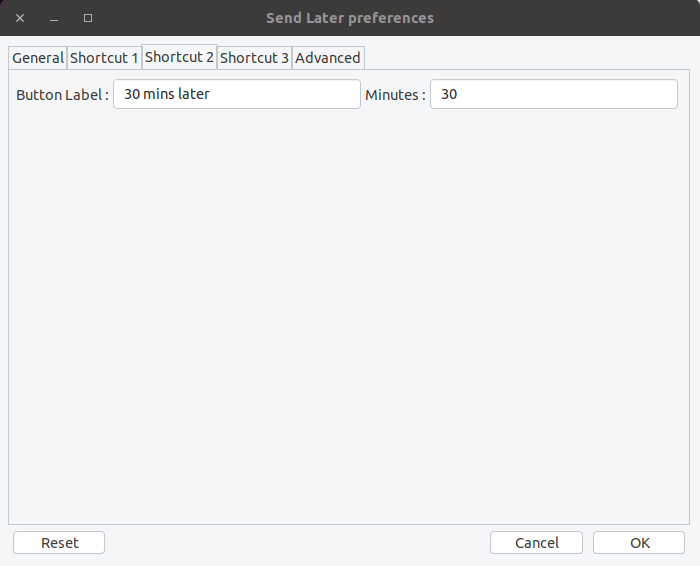 Send Later preferences
General Shortcut 1 Shortcut 2 Shortcut 3 Advanced
Button Label : 30 mins later Minutes : 30
Reset Cancel OK